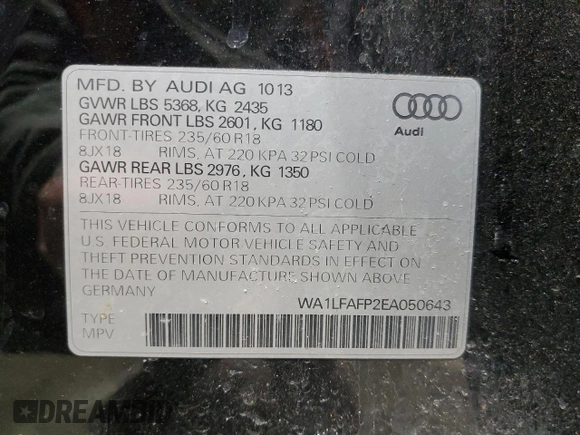 MFD. BY AUDI AG 1013
GVWR LBS 5368, KG 2435
GAWR FRONT LBS 2601, KG 1180
FRONT-TIRES 235/60 R18
8JX18 RIMS, AT 220 KPA 32 PSI COLD
GAWR REAR LBS 2976, KG 1350
REAR-TIRES 235/60 R18
8JX18 RIMS, AT 220 KPA 32 PSI COLD
Audi
THIS VEHICLE CONFORMS TO ALL APPLICABLE
U.S. FEDERAL MOTOR VEHICLE SAFETY AND
THEFT PREVENTION STANDARDS IN EFFECT ON
THE DATE OF MANUFACTURE SHOWN ABOVE
GERMANY
WA1LFAFP2EA050643
TYPE
MPV
DREAMBID